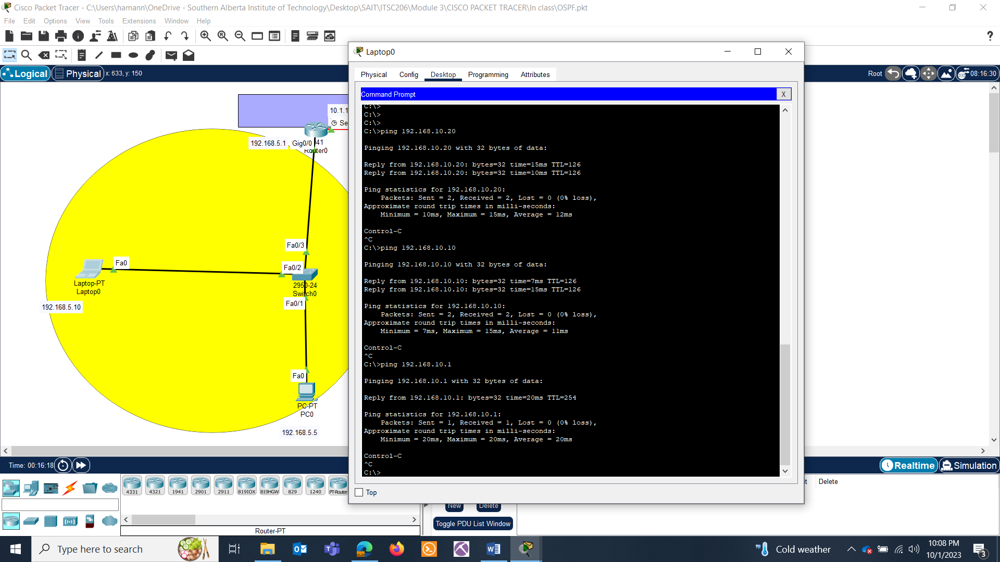 Cisco Packet Tracer - C:\Users\hamann\OneDrive - Southern Alberta Institute of Technology\Desktop\SAIT\ITSC206\Module 3\CISCO PACKET TRACER\In class\OSPF.pkt
File Edit Options View Tools Extensions Window Help
Logical Physical x: 633, y: 150
Root 08:16:30
10.1.1
Se
192.168.5.1 Gig0/0 41
Router0
Fa0/3
Fa0
Fa0/2
Laptop-PT
Laptop0
2950-24
Switch0
Fa0/1
192.168.5.10
Fa0
PC-PT
PC0
192.168.5.5
Laptop0
Physical Config Desktop Programming Attributes
Command Prompt X
C:\>
C:\>
C:\>
C:\>ping 192.168.10.20
Pinging 192.168.10.20 with 32 bytes of data:
Reply from 192.168.10.20: bytes=32 time=15ms TTL=126
Reply from 192.168.10.20: bytes=32 time=10ms TTL=126
Ping statistics for 192.168.10.20:
Packets: Sent = 2, Received = 2, Lost = 0 (0% loss),
Approximate round trip times in milli-seconds:
Minimum = 10ms, Maximum = 15ms, Average = 12ms
Control-C
^C
C:\>ping 192.168.10.10
Pinging 192.168.10.10 with 32 bytes of data:
Reply from 192.168.10.10: bytes=32 time=7ms TTL=126
Reply from 192.168.10.10: bytes=32 time=15ms TTL=126
Ping statistics for 192.168.10.10:
Packets: Sent = 2, Received = 2, Lost = 0 (0% loss),
Approximate round trip times in milli-seconds:
Minimum = 7ms, Maximum = 15ms, Average = 11ms
Control-C
^C
C:\>ping 192.168.10.1
Pinging 192.168.10.1 with 32 bytes of data:
Reply from 192.168.10.1: bytes=32 time=20ms TTL=254
Ping statistics for 192.168.10.1:
Packets: Sent = 1, Received = 1, Lost = 0 (0% loss),
Approximate round trip times in milli-seconds:
Minimum = 20ms, Maximum = 20ms, Average = 20ms
Control-C
^C
C:\>
Top
Time: 00:16:18
Realtime Simulation
4331 4321 1941 2901 2911 819IOX 819HGW 829 1240 PT-Router
it Delete
New Delete
Toggle PDU List Window
Router-PT
Type here to search
Cold weather
10:08 PM
10/1/2023
3